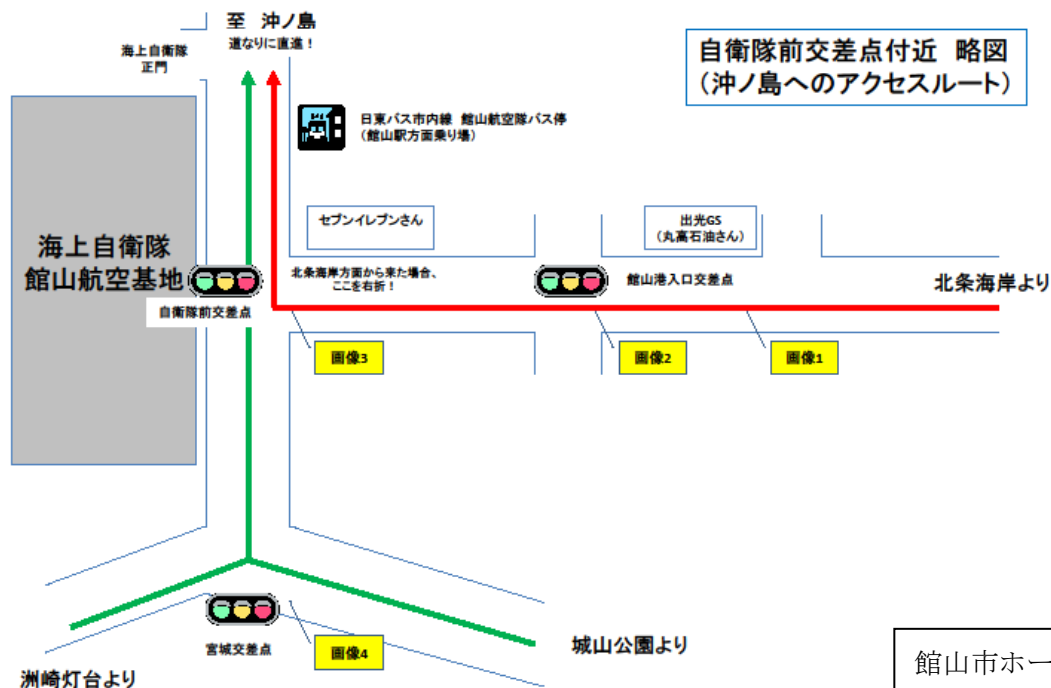 至 沖ノ島
道なりに直進！
海上自衛隊
正門
自衛隊前交差点付近 略図
（沖ノ島へのアクセスルート）
日東バス市内線 館山航空隊バス停
（館山駅方面乗り場）
セブンイレブンさん
出光GS
（丸高石油さん）
海上自衛隊
館山航空基地
北条海岸方面から来た場合、
ここを右折！
館山港入口交差点
北条海岸より
自衛隊前交差点
画像3
画像2
画像1
宮城交差点
画像4
城山公園より
洲崎灯台より
館山市ホー